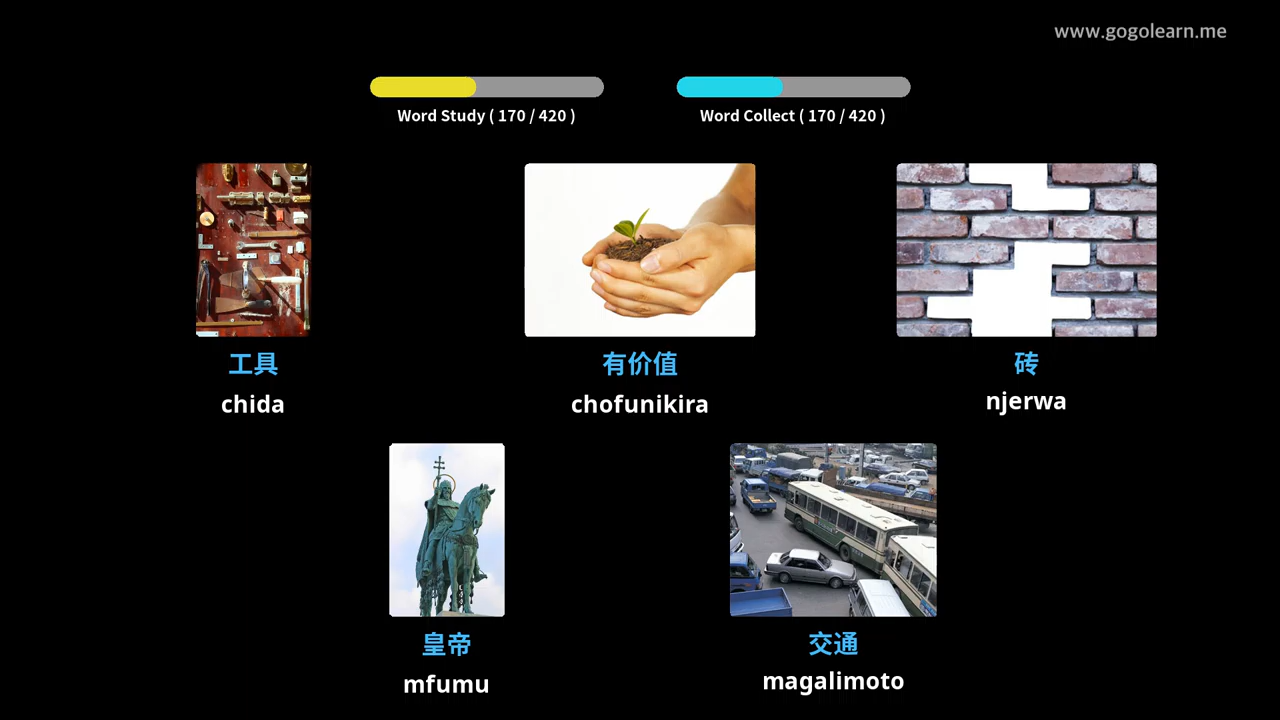 www.gogolearn.me
Word Study ( 170 / 420 )
Word Collect ( 170 / 420 )
工具
chida
有价值
chofunikira
砖
njerwa
皇帝
mfumu
交通
magalimoto